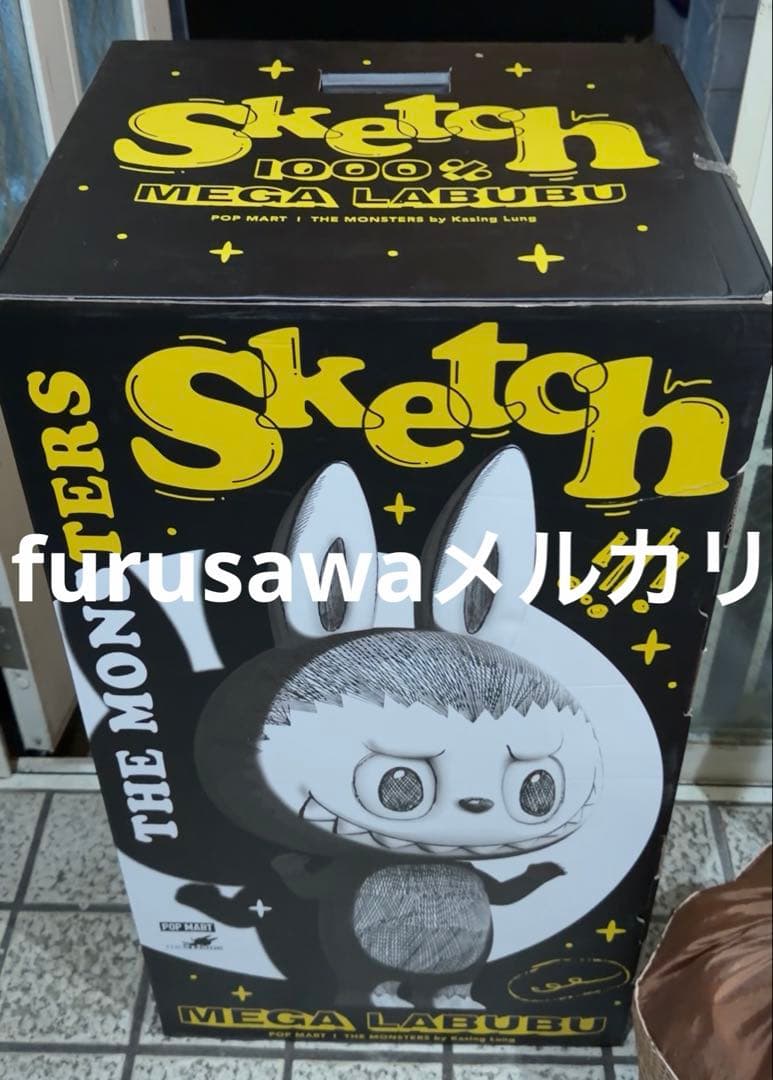 Sketch
1000%
MEGA LABUBU
POP MART | THE MONSTERS by Kasing Lung
Sketch
THE MONSTERS
furusawaメルカリ
POP MART
MEGA LABUBU
POP MART | THE MONSTERS by Kasing Lung